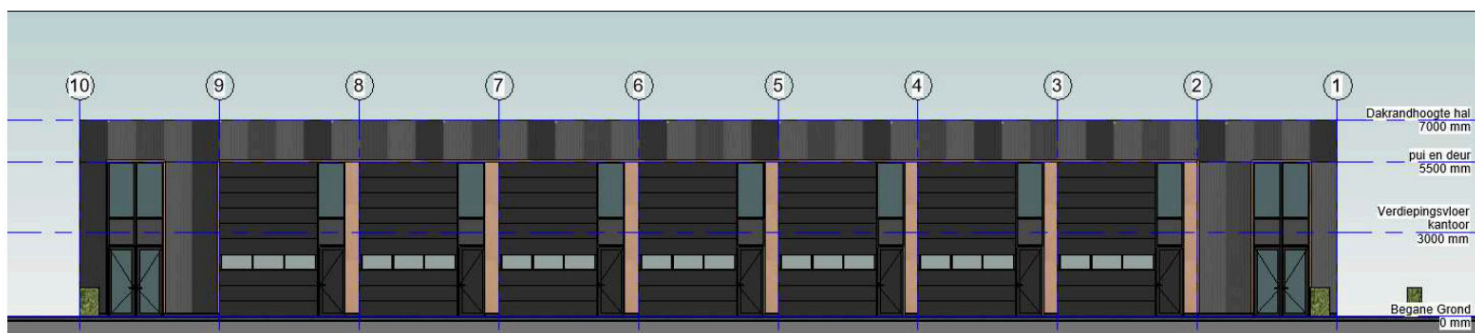 10 9 8 7 6 5 4 3 2 1
Dakrandhoogte hal
7000 mm
pui en deur
5500 mm
Verdiepingsvloer
kantoor
3000 mm
Begane Grond
0 mm